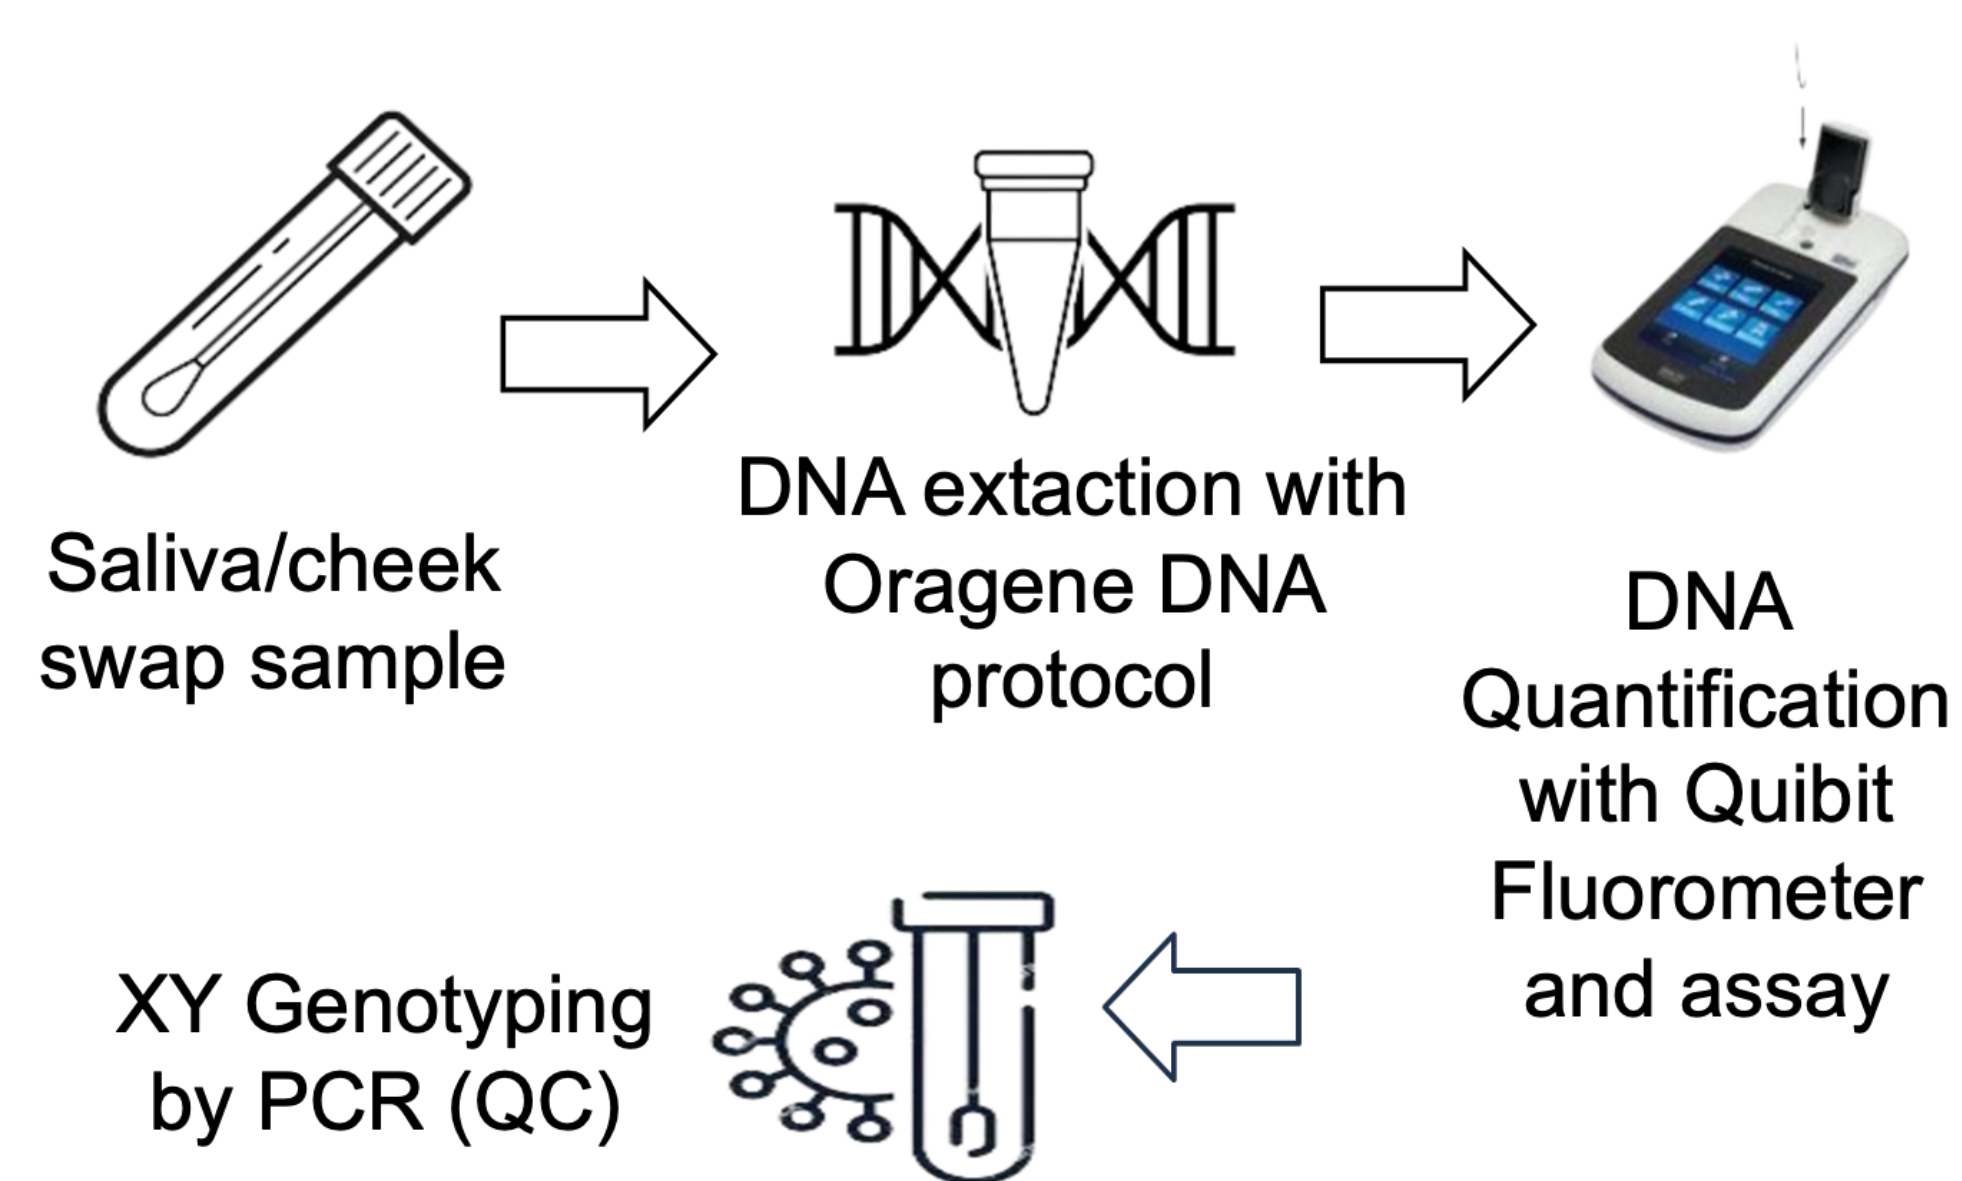 Saliva/cheek
swap sample
DNA extaction with
Oragene DNA
protocol
DNA
Quantification
with Quibit
Fluorometer
and assay
XY Genotyping
by PCR (QC)